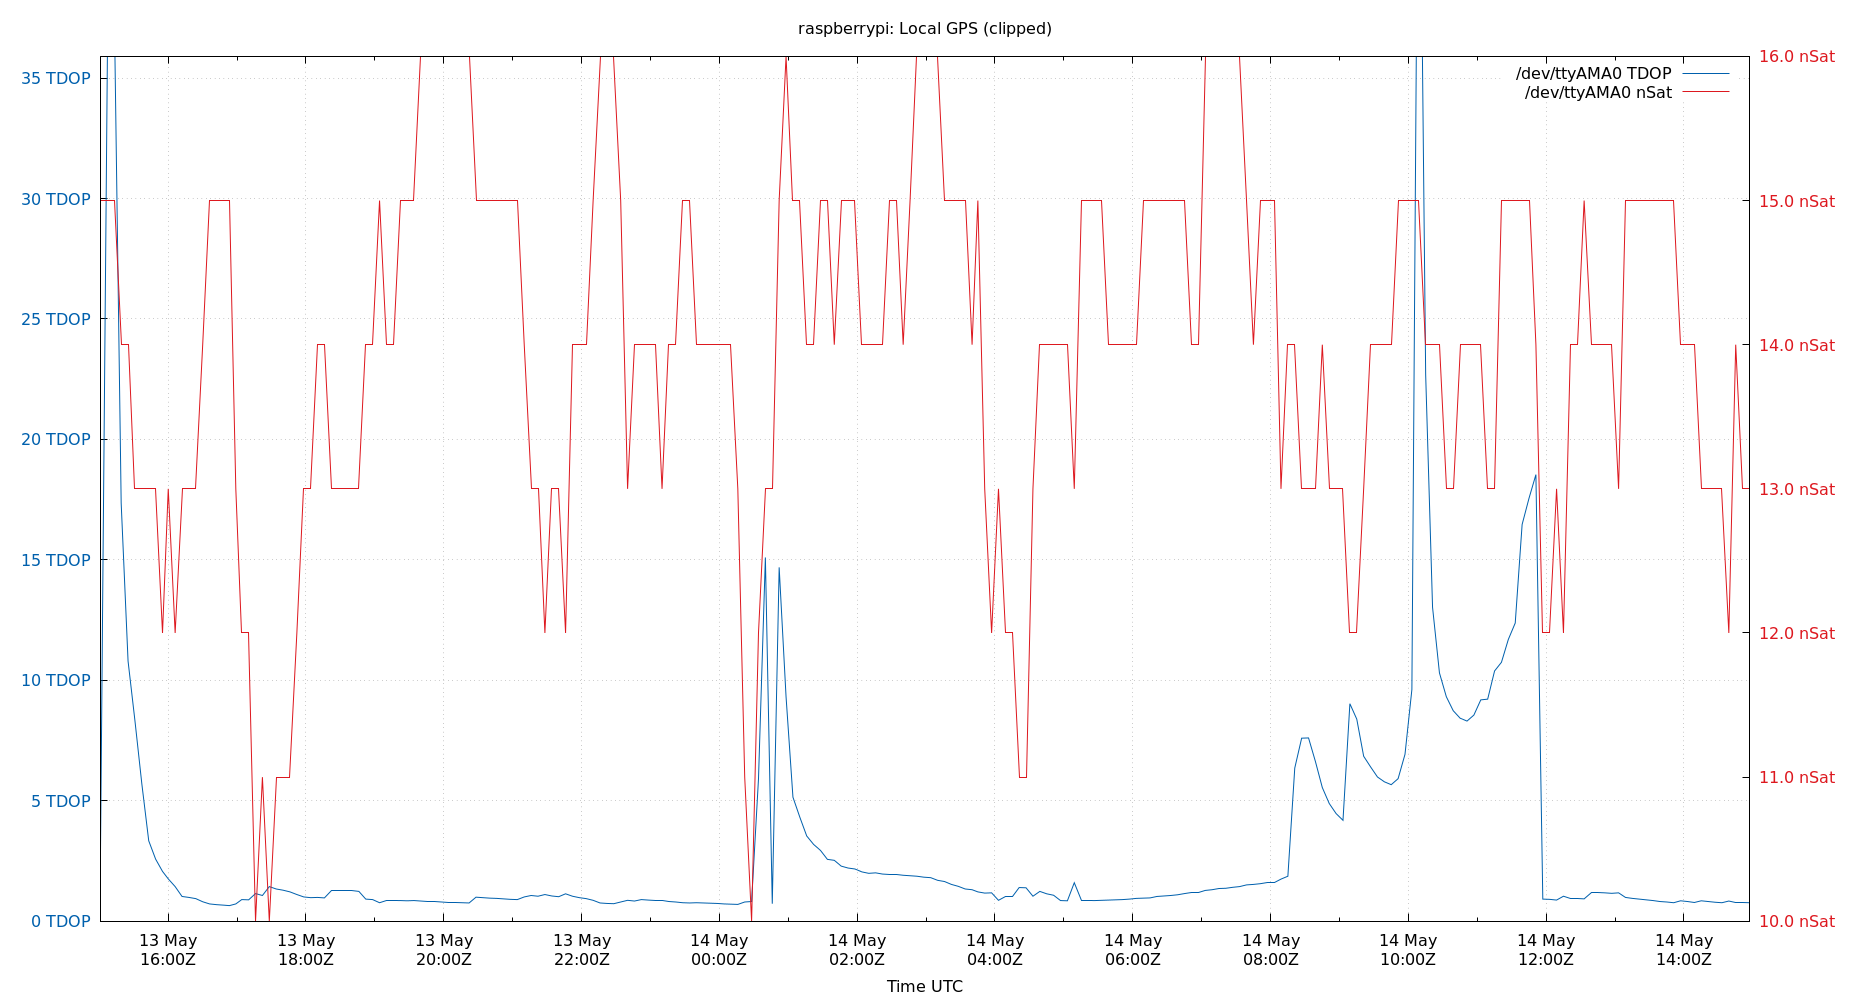 raspberrypi: Local GPS (clipped)
/dev/ttyAMA0 TDOP
/dev/ttyAMA0 nSat
35 TDOP
30 TDOP
25 TDOP
20 TDOP
15 TDOP
10 TDOP
5 TDOP
0 TDOP
16.0 nSat
15.0 nSat
14.0 nSat
13.0 nSat
12.0 nSat
11.0 nSat
10.0 nSat
13 May
16:00Z
13 May
18:00Z
13 May
20:00Z
13 May
22:00Z
14 May
00:00Z
14 May
02:00Z
14 May
04:00Z
14 May
06:00Z
14 May
08:00Z
14 May
10:00Z
14 May
12:00Z
14 May
14:00Z
Time UTC